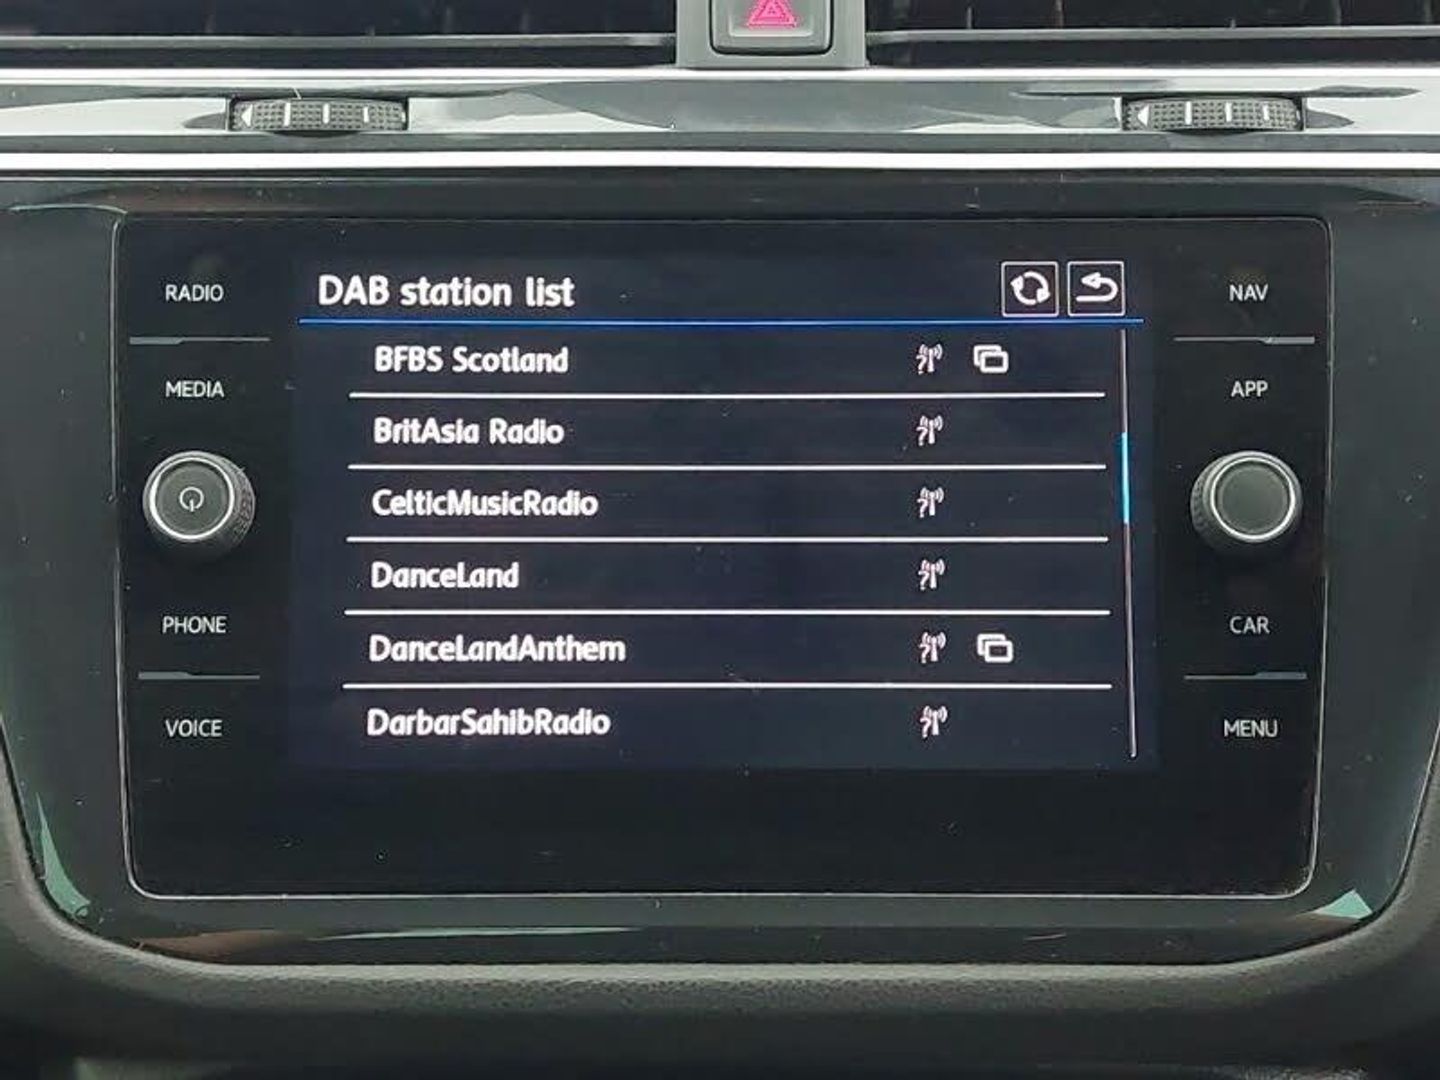 RADIO
MEDIA
PHONE
VOICE
DAB station list
BFBS Scotland
BritAsia Radio
CelticMusicRadio
DanceLand
DanceLandAnthem
DarbarSahibRadio
NAV
APP
CAR
MENU